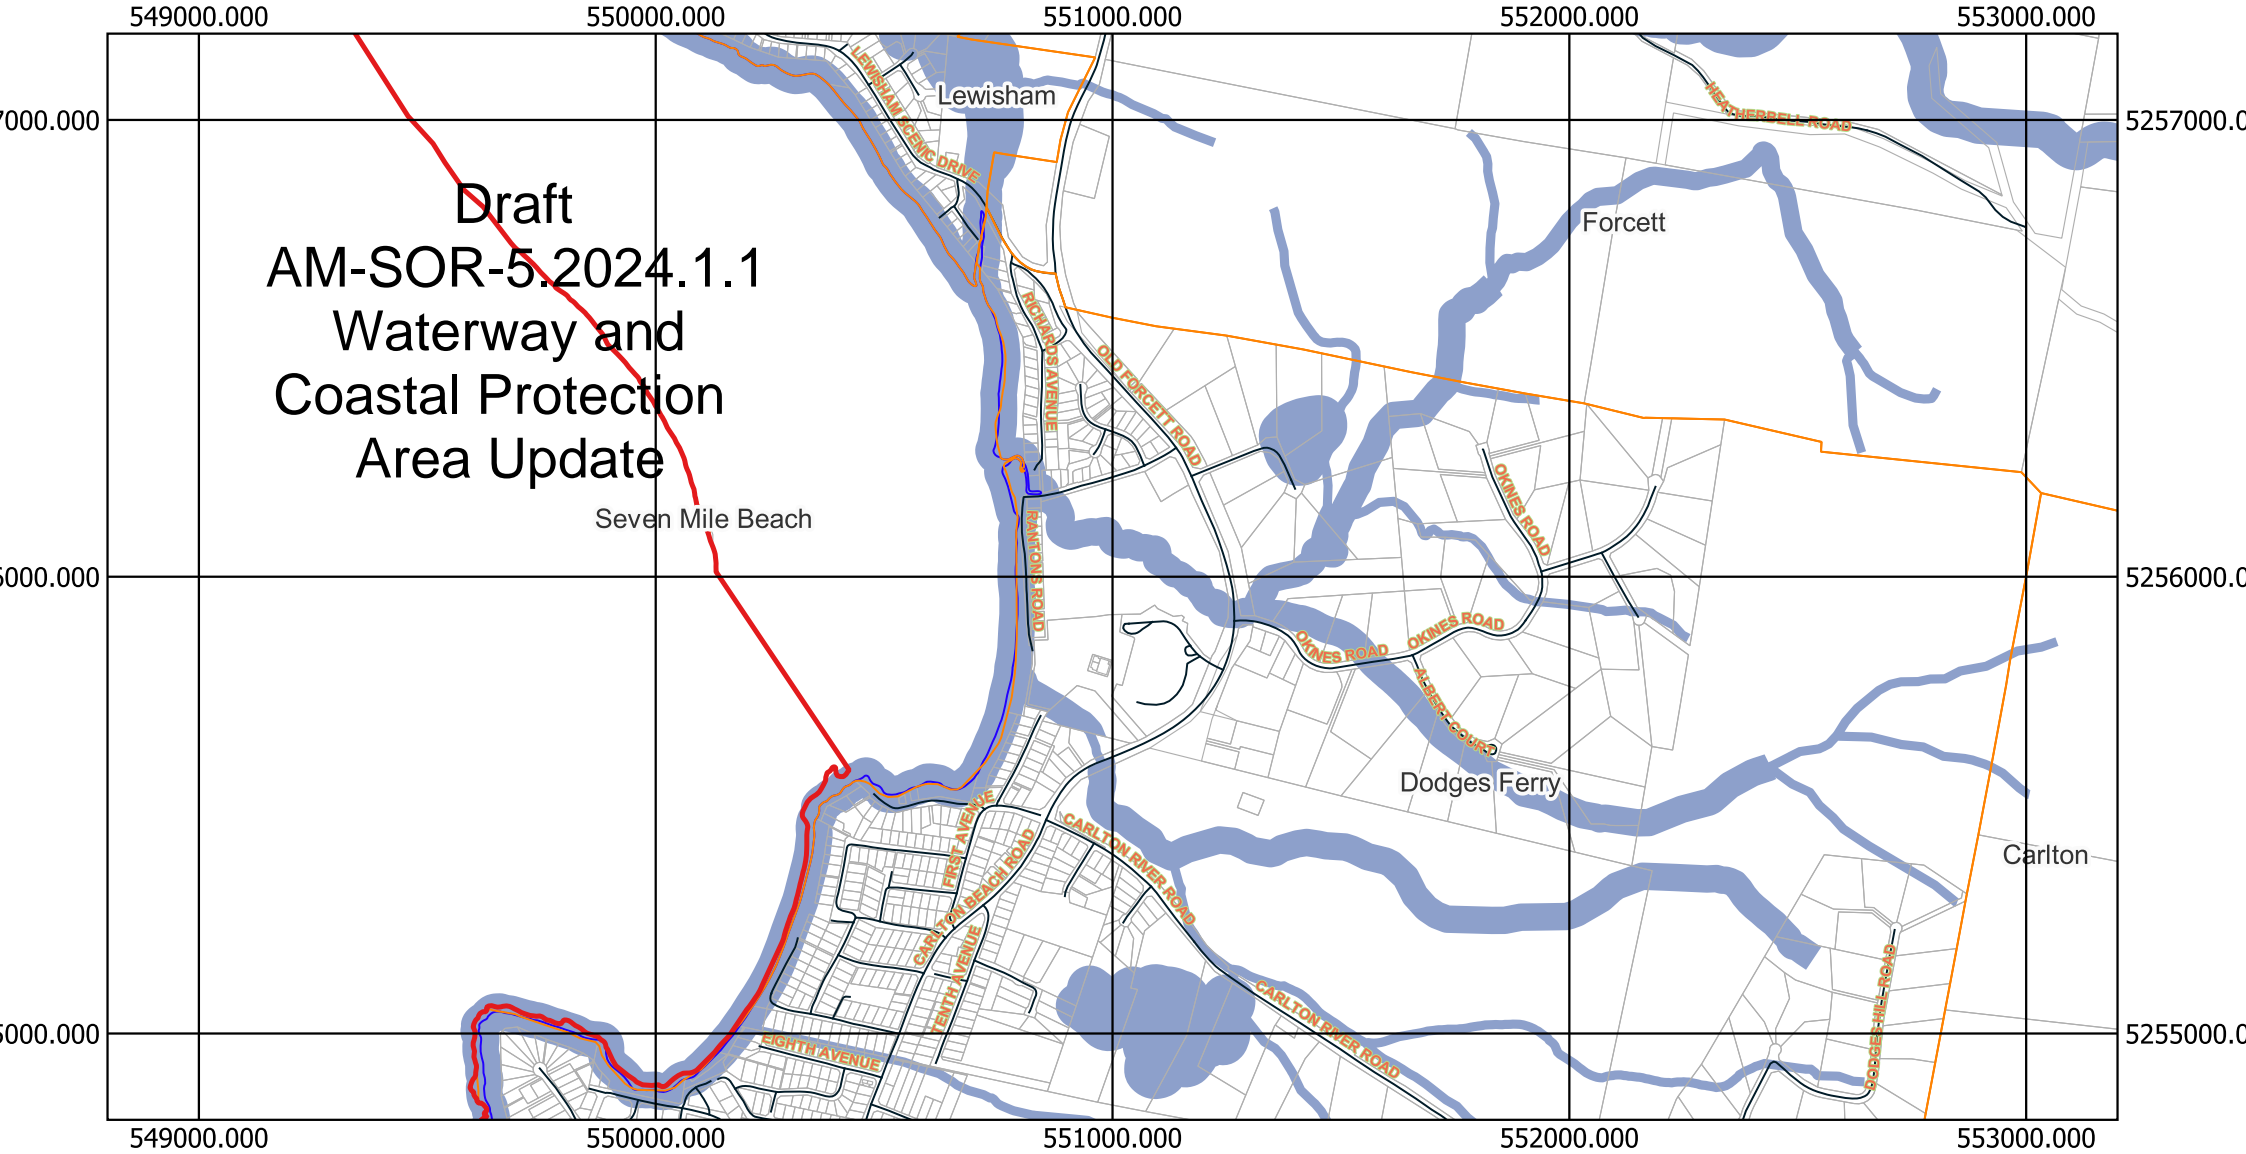 549000.000 550000.000 551000.000 552000.000 553000.000
LEWISHAM SCENIC DRIVE
Lewisham
HEATHERBELL ROAD
7000.000
5257000.0
Draft
AM-SOR-5.2024.1.1
Waterway and
Coastal Protection
Area Update
Forcett
RICHARDS AVENUE
OLD FORCETT ROAD
Seven Mile Beach
RANTONS ROAD
OKINES ROAD
6000.000
5256000.0
OKINES ROAD
OKINES ROAD
ALBERT COURT
Dodges Ferry
FIRST AVENUE
CARLTON BEACH ROAD
CARLTON RIVER ROAD
Carlton
TENTH AVENUE
DODGES HILL ROAD
CARLTON RIVER ROAD
EIGHTH AVENUE
5000.000
5255000.0
549000.000 550000.000 551000.000 552000.000 553000.000